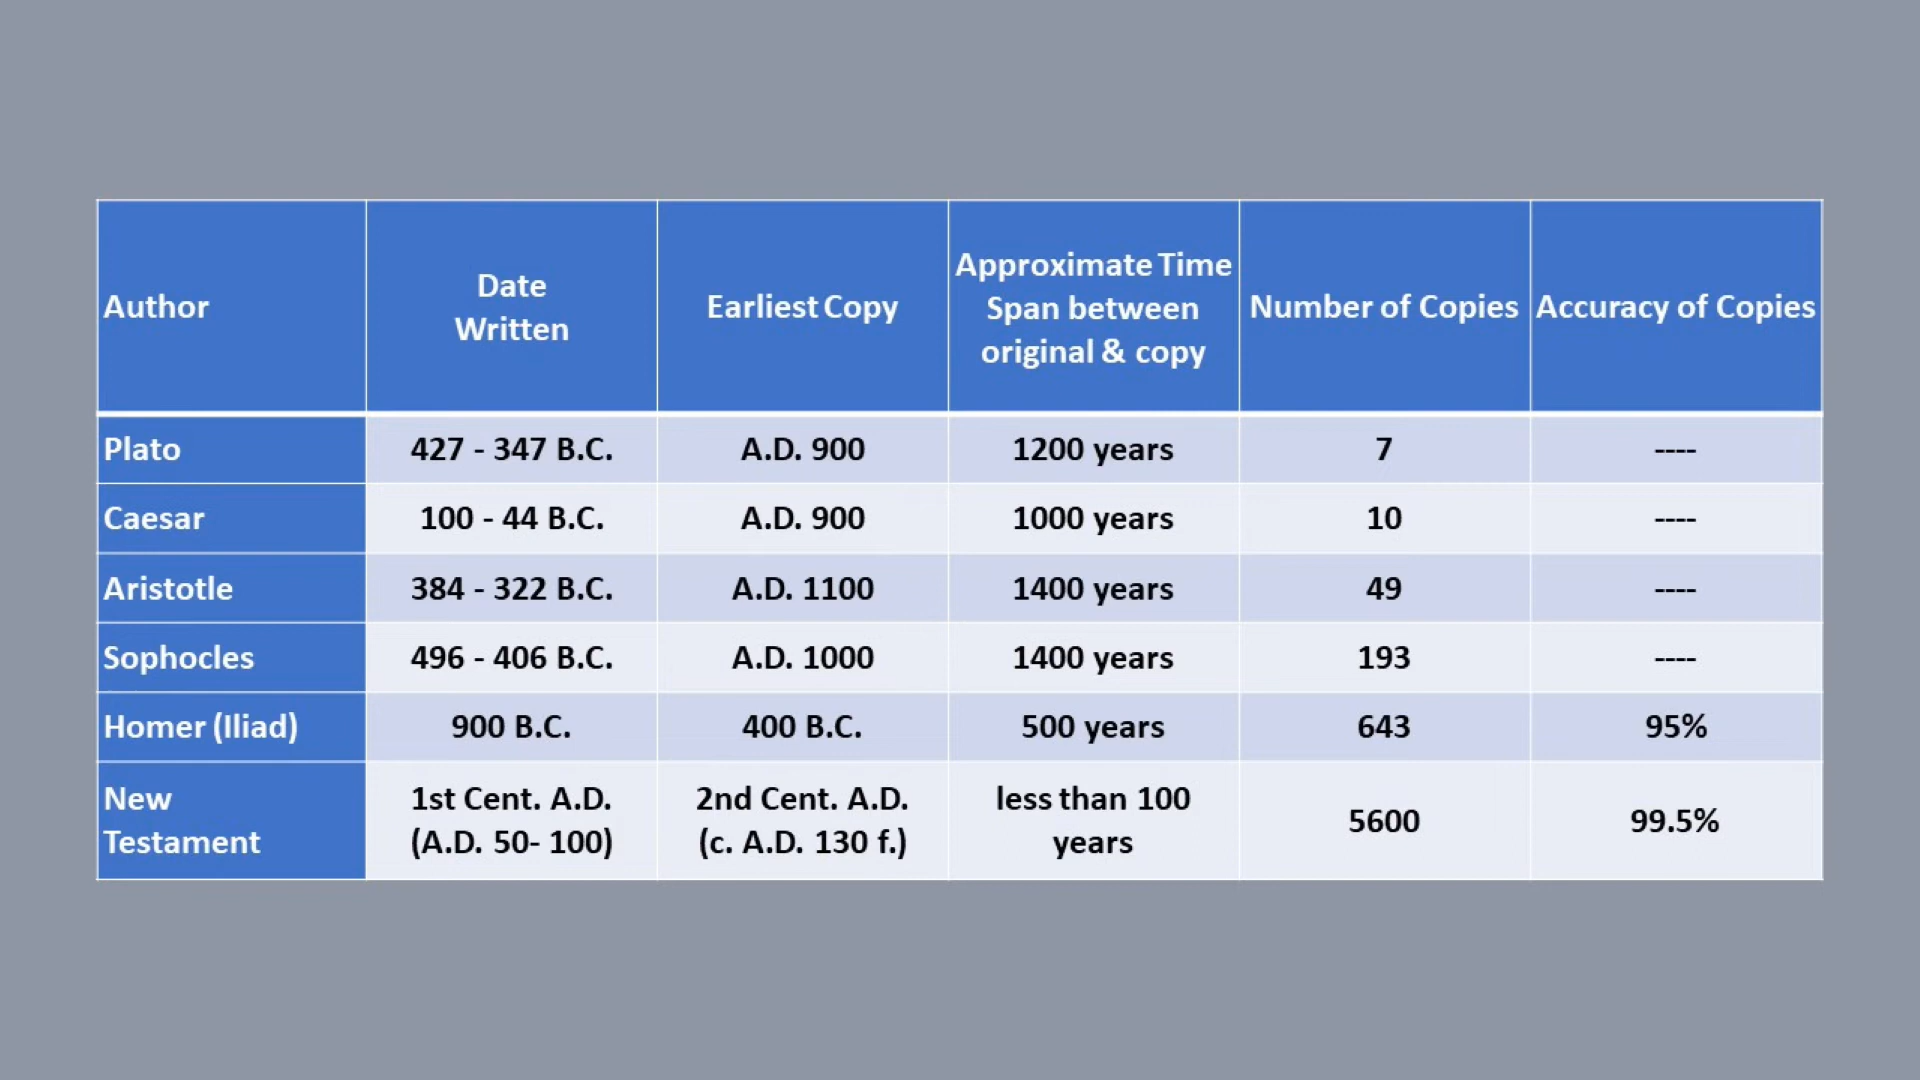 Author
Date
Written
Earliest Copy
Approximate Time
Span between
original & copy
Number of Copies
Accuracy of Copies
Plato
427 - 347 B.C.
A.D. 900
1200 years
7
----
Caesar
100 - 44 B.C.
A.D. 900
1000 years
10
----
Aristotle
384 - 322 B.C.
A.D. 1100
1400 years
49
----
Sophocles
496 - 406 B.C.
A.D. 1000
1400 years
193
----
Homer (Iliad)
900 B.C.
400 B.C.
500 years
643
95%
New
Testament
1st Cent. A.D.
(A.D. 50- 100)
2nd Cent. A.D.
(c. A.D. 130 f.)
less than 100
years
5600
99.5%